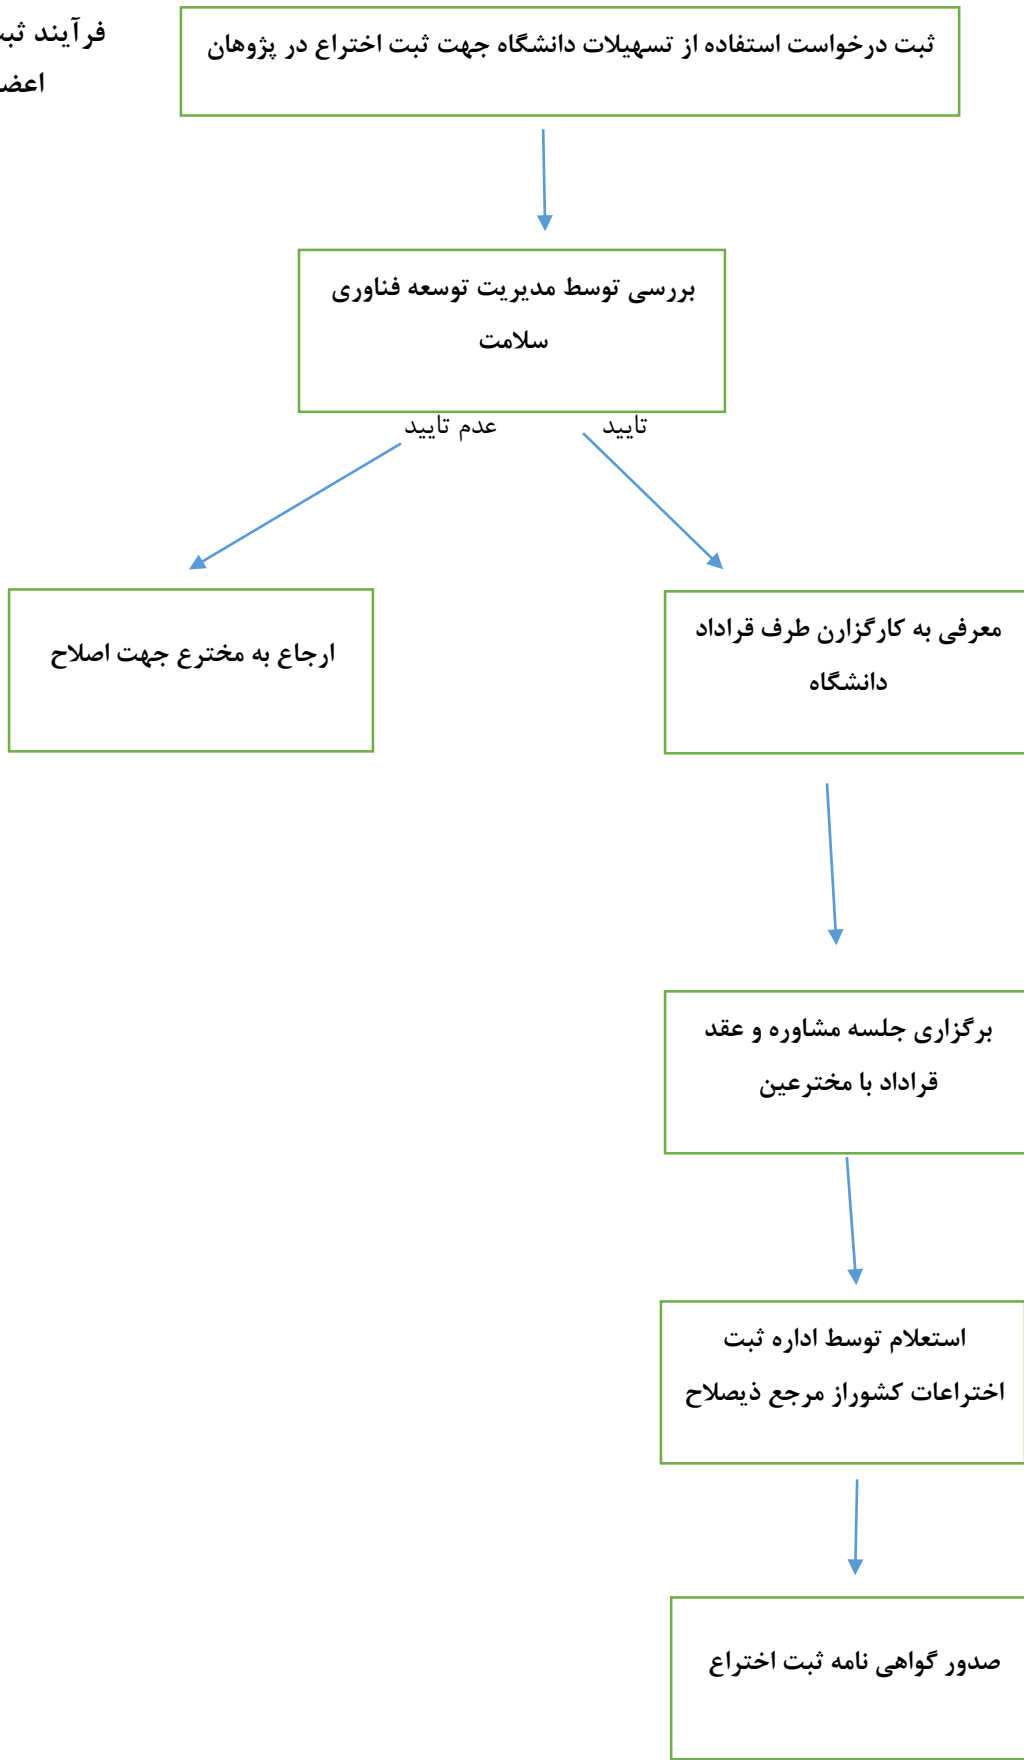 فرآیند
اعض
ثبت درخواست استفاده از تسهیلات دانشگاه جهت ثبت اختراع در پژوهان
بررسی توسط مدیریت توسعه فناوری
سلامت
عدم تایید
تایید
ارجاع به مخترع جهت اصلاح
معرفی به کارگزارن طرف قراداد
دانشگاه
برگزاری جلسه مشاوره و عقد
قراداد با مخترعین
استعلام توسط اداره ثبت
اختراعات کشوراز مرجع ذیصلاح
صدور گواهی نامه ثبت اختراع